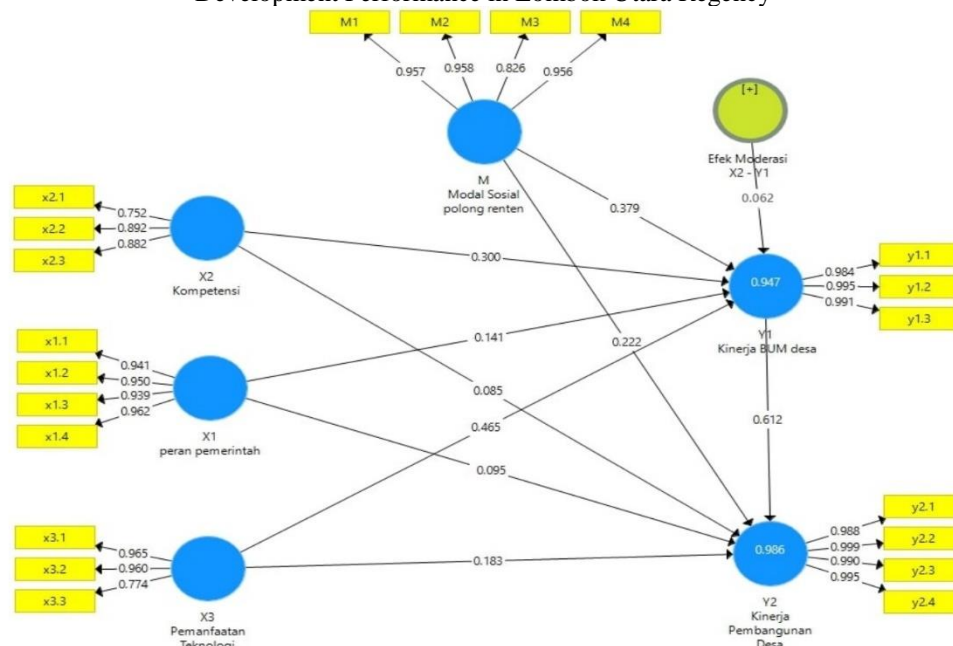 Development Performance in Lombok Utara Regency
M1 M2 M3 M4
0.957 0.958 0.826 0.956
[+]
M
Modal Sosial
polong renten
Efek Moderasi
X2 - Y1
0.062
0.379
x2.1
x2.2
x2.3
0.752
0.892
0.882
X2
Kompetensi
0.300
0.947
Y1
Kinerja BUM desa
0.984
0.995
0.991
y1.1
y1.2
y1.3
x1.1
x1.2
x1.3
x1.4
0.941
0.950
0.939
0.962
X1
peran pemerintah
0.141
0.222
0.085
0.465
0.095
0.612
x3.1
x3.2
x3.3
0.965
0.960
0.774
X3
Pemanfaatan
Teknologi
0.183
0.986
Y2
Kinerja
Pembangunan
Desa
0.988
0.999
0.990
0.995
y2.1
y2.2
y2.3
y2.4